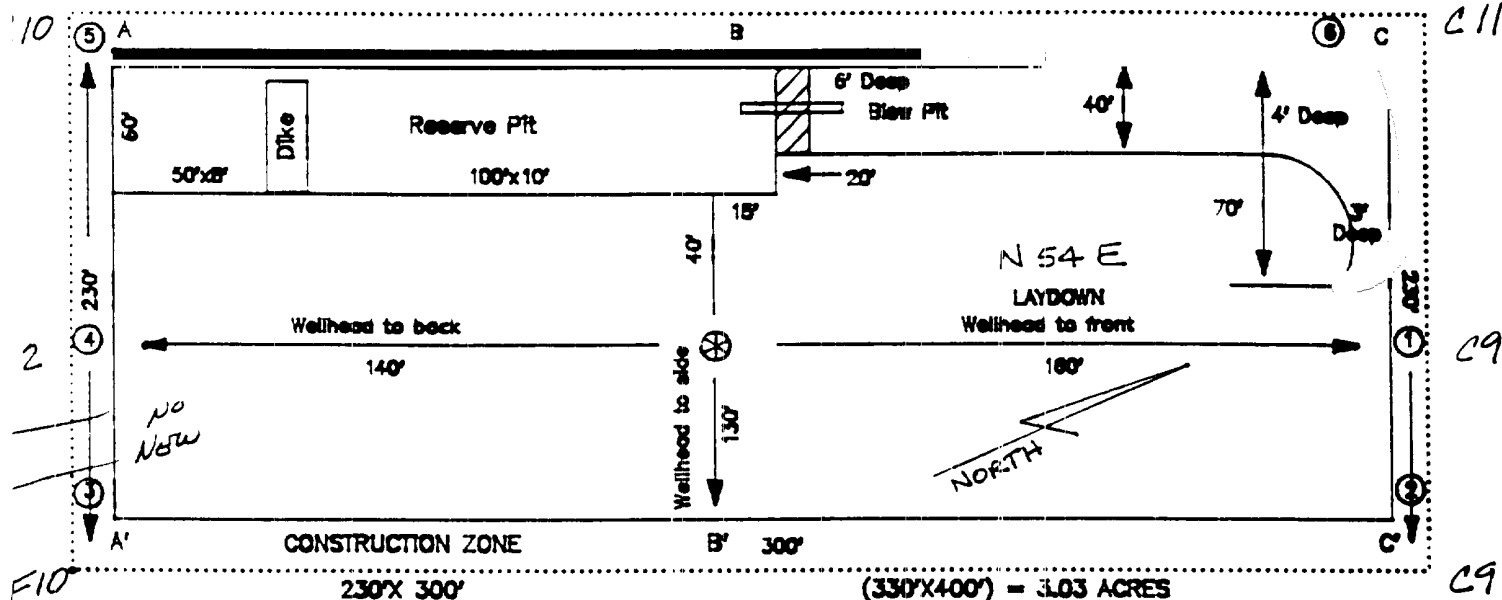 10 ⑤ A B ⑥ C C11
6' Deep
Blow Pit
40'
4' Deep
60'
Dike
Reserve Pit
50'x8'
100'x10'
20'
15'
70'
3'
Deep
40'
N 54 E
LAYDOWN
230'
230'
Wellhead to back
Wellhead to front
2 ④ ① C9
140'
160'
Wellhead to side
130'
NO
NEW
NORTH
③ ②
A' CONSTRUCTION ZONE B' 300' C'
F10 230'X 300' (330'X400') = 3.03 ACRES C9